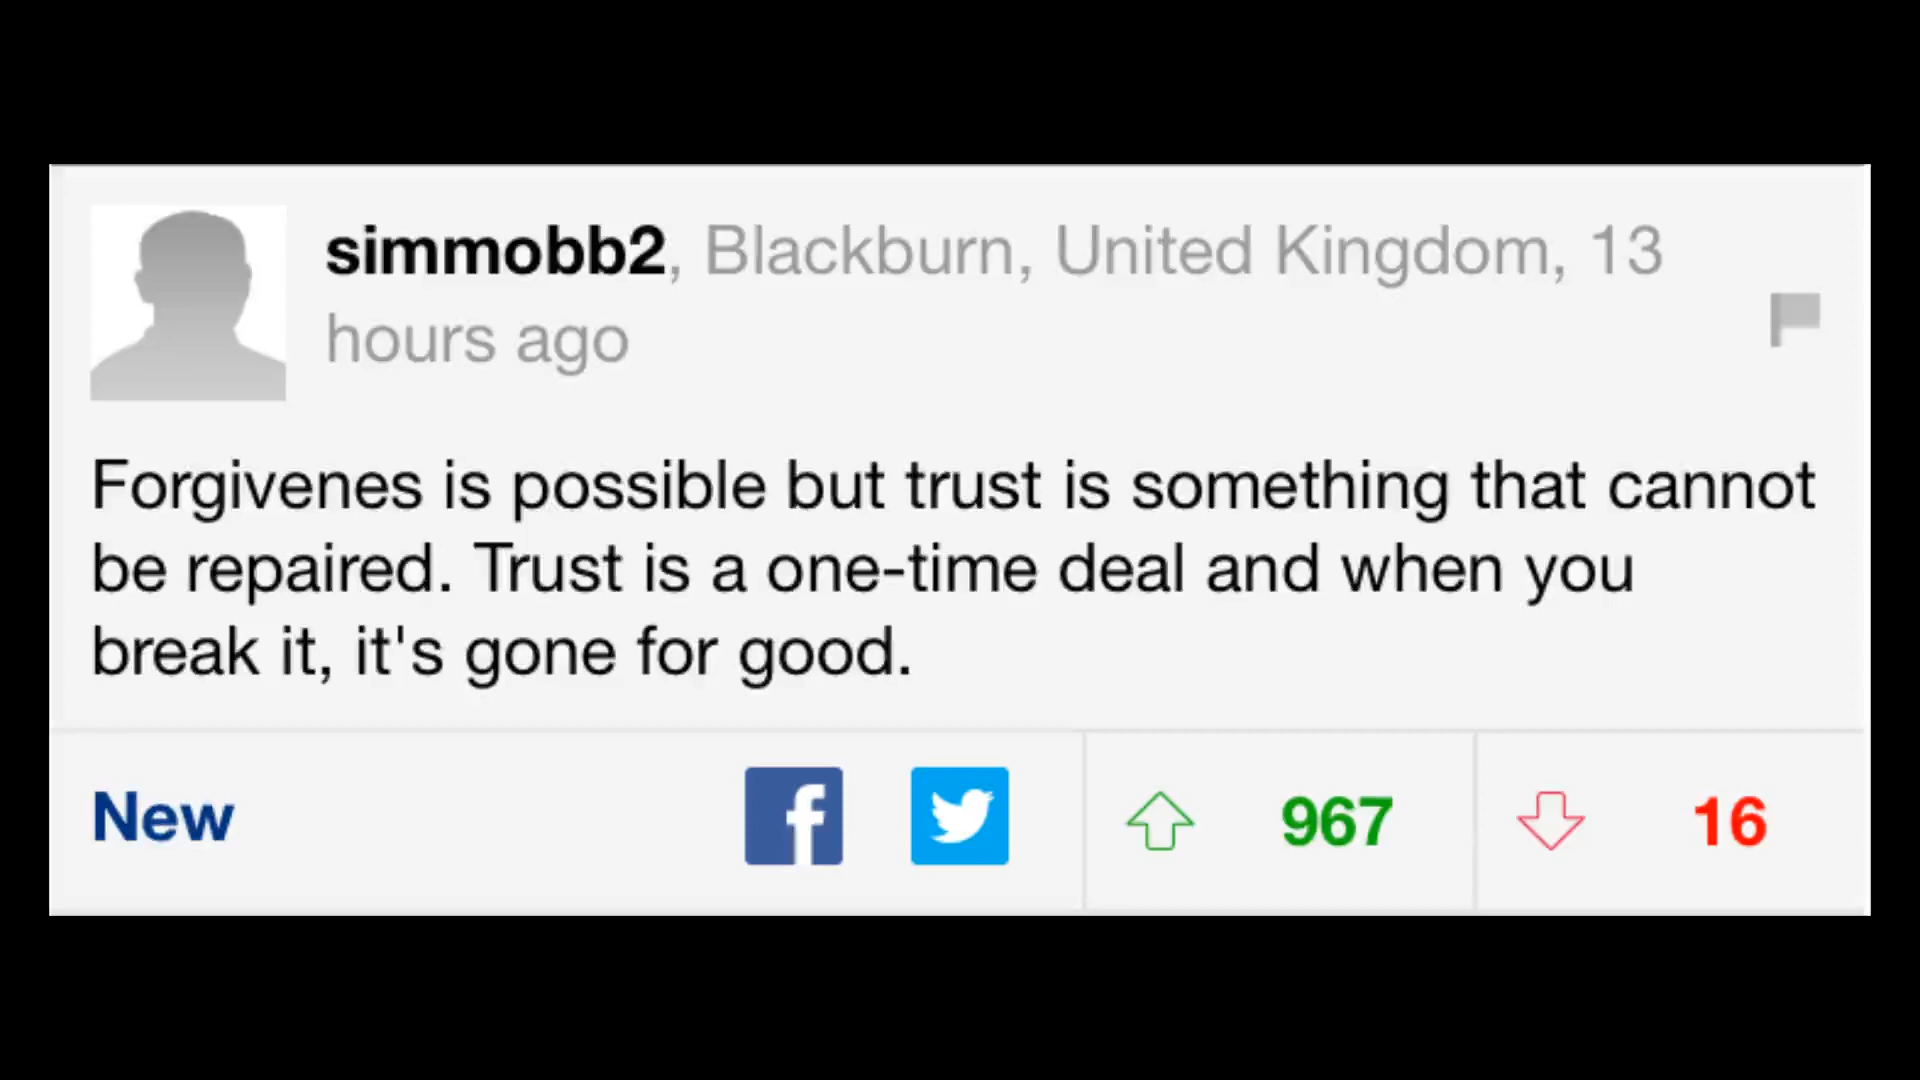 simmobb2, Blackburn, United Kingdom, 13
hours ago
Forgivenes is possible but trust is something that cannot
be repaired. Trust is a one-time deal and when you
break it, it's gone for good.
New f 967 16